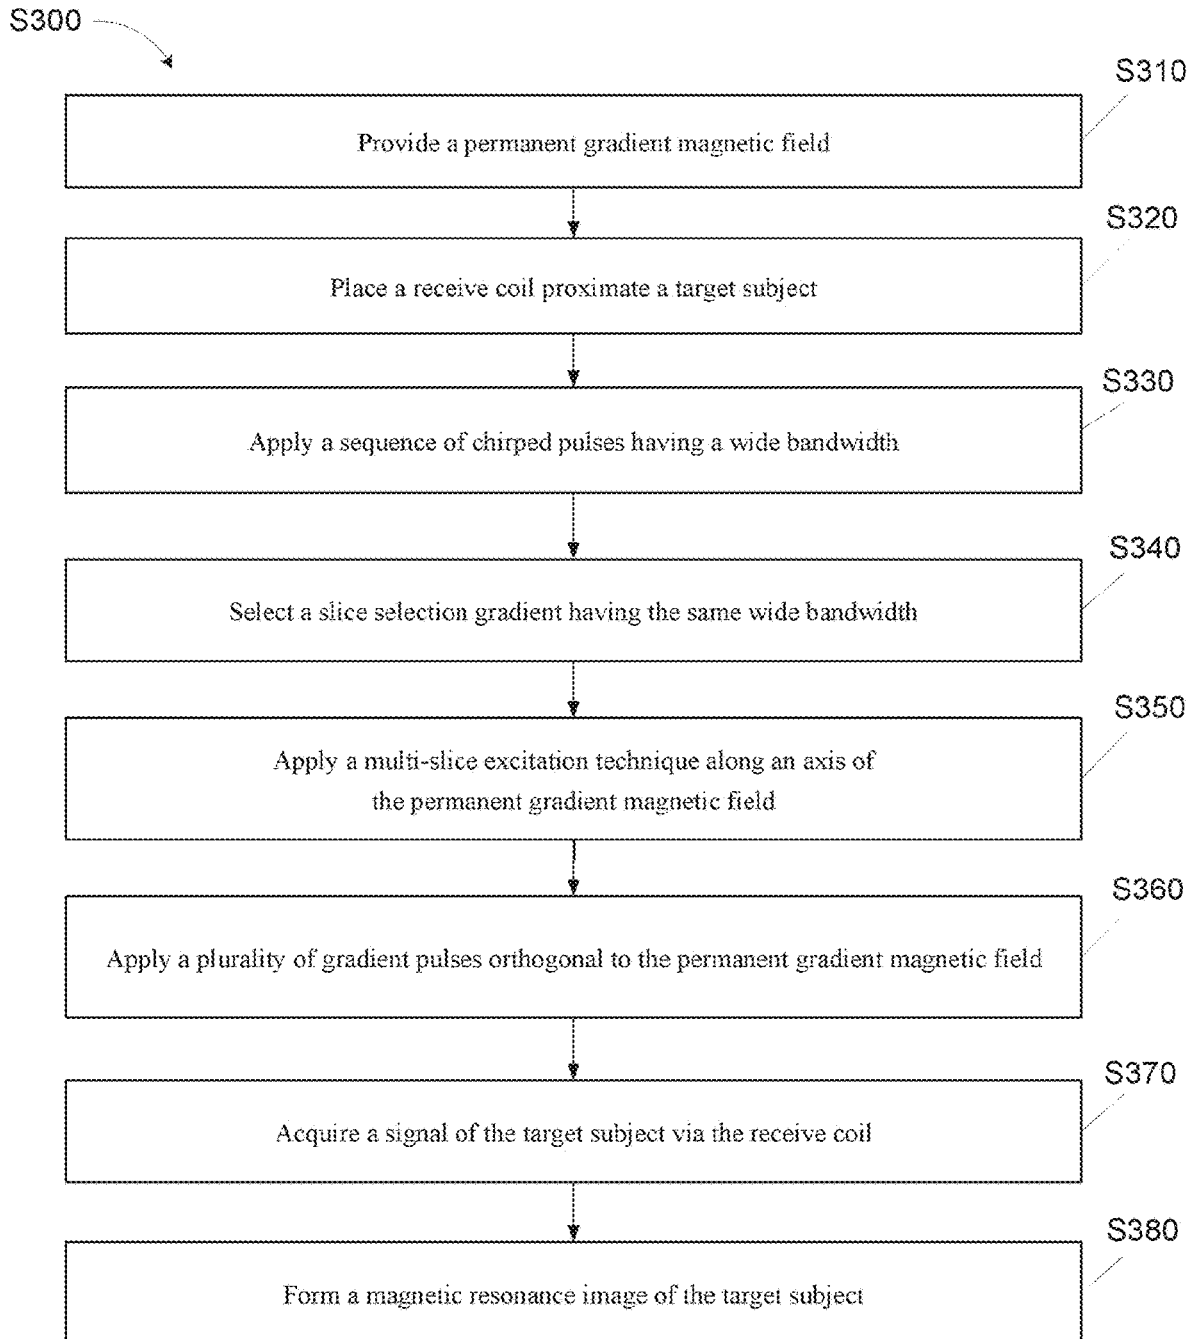 S300
S310
Provide a permanent gradient magnetic field
S320
Place a receive coil proximate a target subject
S330
Apply a sequence of chirped pulses having a wide bandwidth
S340
Select a slice selection gradient having the same wide bandwidth
S350
Apply a multi-slice excitation technique along an axis of
the permanent gradient magnetic field
S360
Apply a plurality of gradient pulses orthogonal to the permanent gradient magnetic field
S370
Acquire a signal of the target subject via the receive coil
S380
Form a magnetic resonance image of the target subject